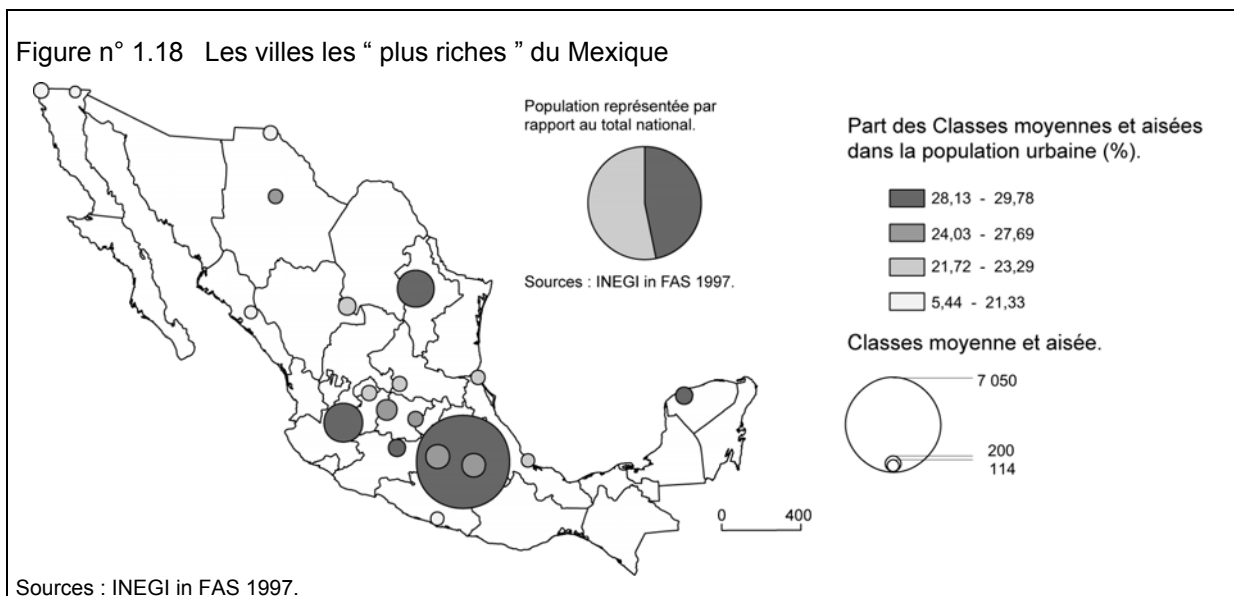 Figure n° 1.18 Les villes les “ plus riches ” du Mexique
Population représentée par
rapport au total national.
Sources : INEGI in FAS 1997.
Part des Classes moyennes et aisées
dans la population urbaine (%).
28,13 - 29,78
24,03 - 27,69
21,72 - 23,29
5,44 - 21,33
Classes moyenne et aisée.
7 050
200
114
0 400
Sources : INEGI in FAS 1997.